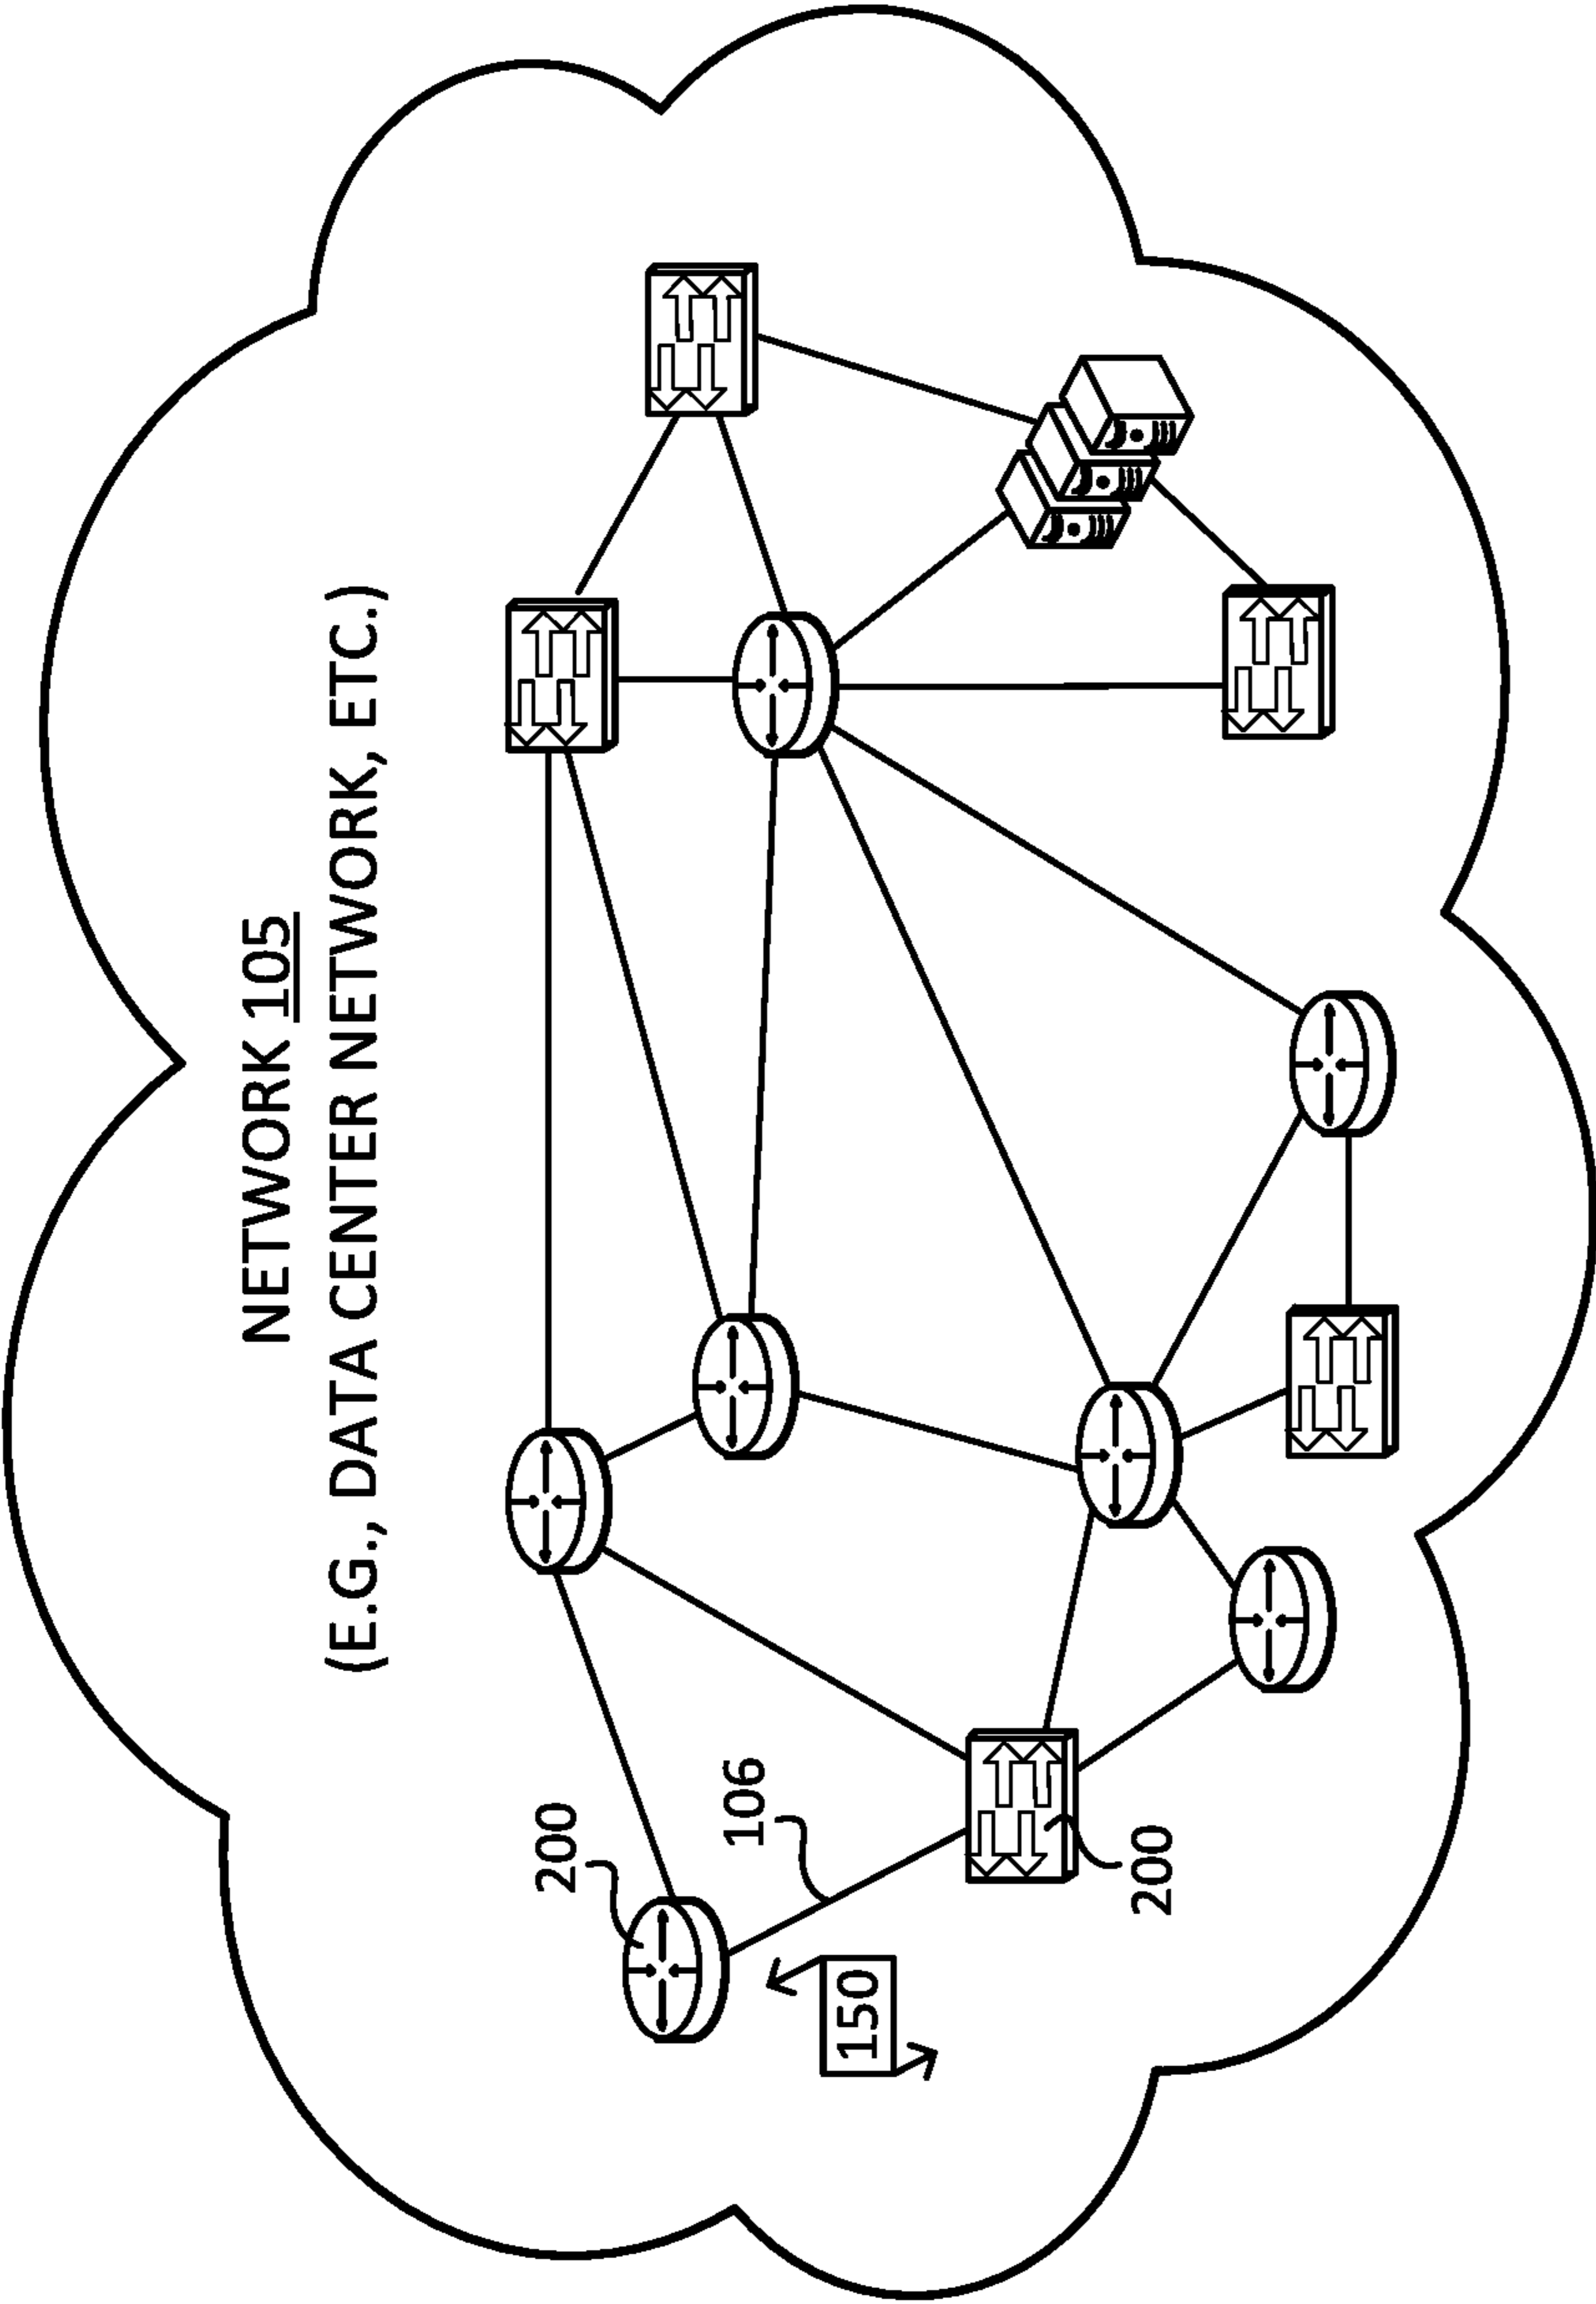 NETWORK 105
(E.G., DATA CENTER NETWORK, ETC.)
200
106
150
200